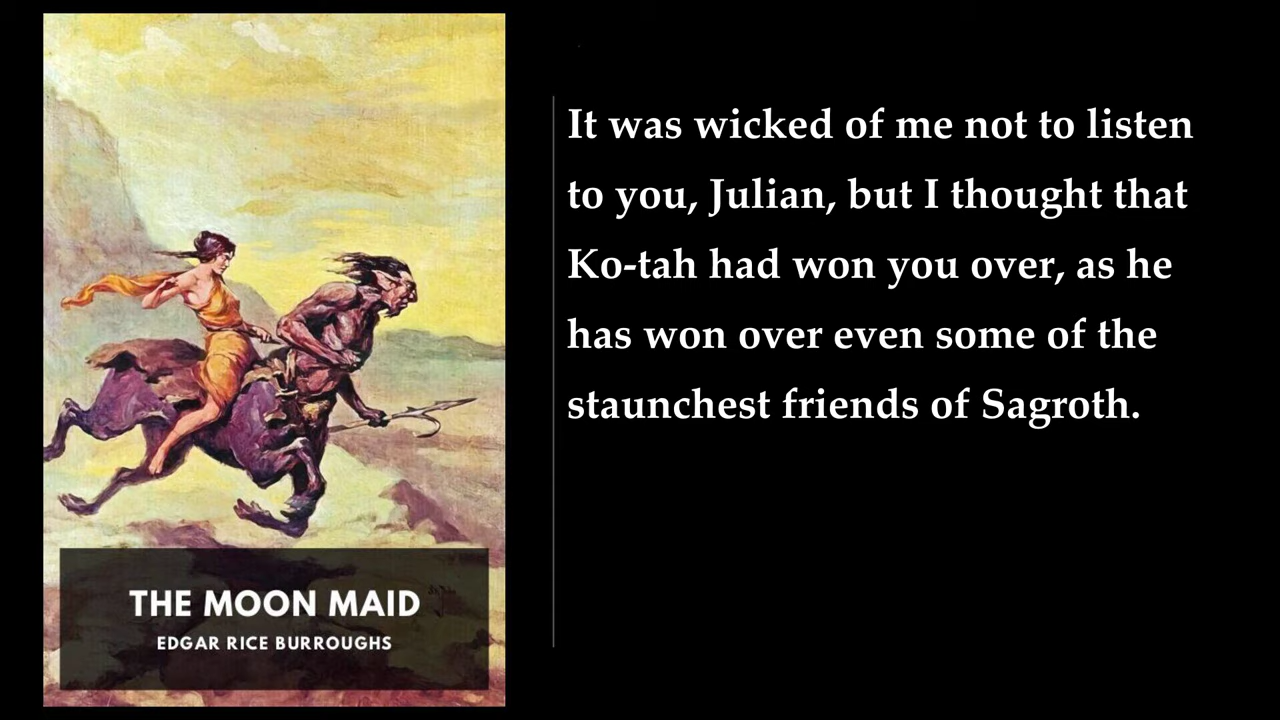 THE MOON MAID
EDGAR RICE BURROUGHS
It was wicked of me not to listen
to you, Julian, but I thought that
Ko-tah had won you over, as he
has won over even some of the
staunchest friends of Sagroth.